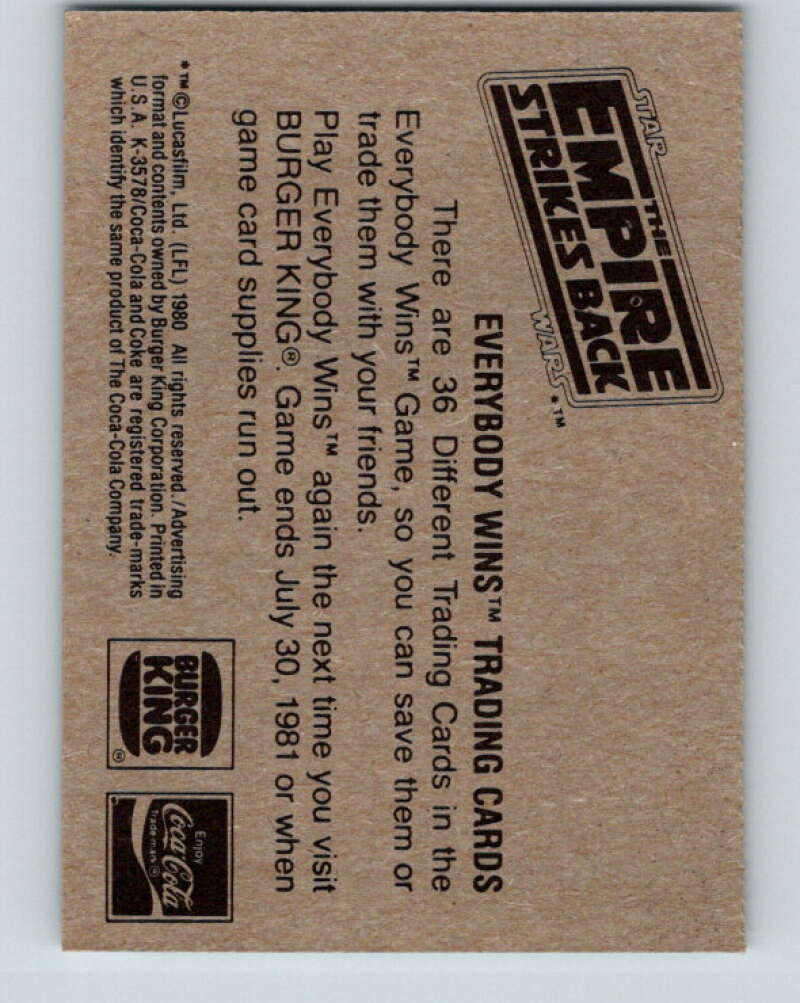 STAR
THE
EMPIRE
STRIKES BACK
WARS *™
EVERYBODY WINS™ TRADING CARDS
There are 36 Different Trading Cards in the
Everybody Wins™ Game, so you can save them or
trade them with your friends.
Play Everybody Wins™ again the next time you visit
BURGER KING®. Game ends July 30, 1981 or when
game card supplies run out.
*™©Lucasfilm, Ltd. (LFL) 1980 All rights reserved./Advertising
format and contents owned by Burger King Corporation. Printed in
U.S.A. K-3578/Coca-Cola and Coke are registered trade-marks
which identify the same product of The Coca-Cola Company.
BURGER
KING
®
Enjoy
Coca-Cola
Trade-mark®